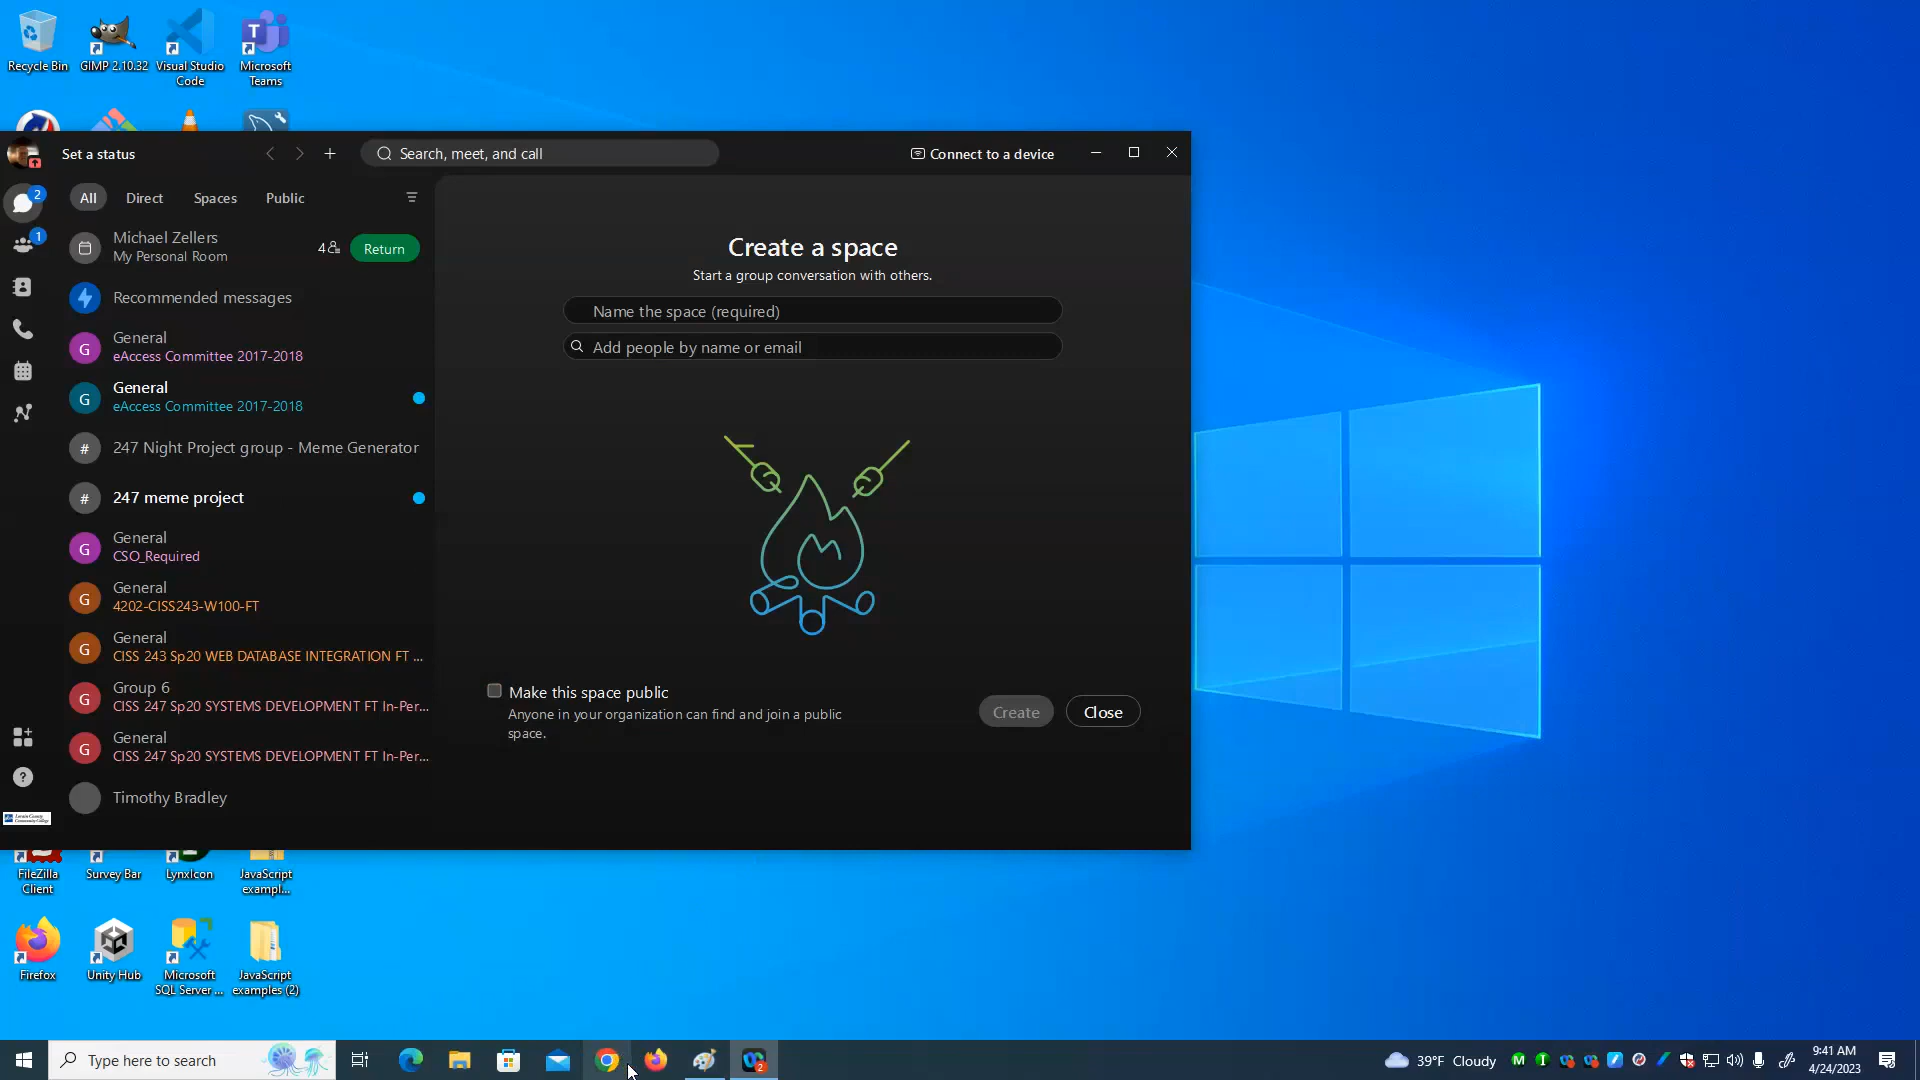 Recycle Bin
GIMP 2.10.32
Visual Studio
Code
Microsoft
Teams
Set a status
Search, meet, and call
Connect to a device
2
All
Direct
Spaces
Public
1
Michael Zellers
My Personal Room
4
Return
Recommended messages
G
General
eAccess Committee 2017-2018
G
General
eAccess Committee 2017-2018
#
247 Night Project group - Meme Generator
#
247 meme project
G
General
CSO_Required
G
General
4202-CISS243-W100-FT
G
General
CISS 243 Sp20 WEB DATABASE INTEGRATION FT ...
G
Group 6
CISS 247 Sp20 SYSTEMS DEVELOPMENT FT In-Per...
G
General
CISS 247 Sp20 SYSTEMS DEVELOPMENT FT In-Per...
Timothy Bradley
Create a space
Start a group conversation with others.
Name the space (required)
Add people by name or email
Make this space public
Anyone in your organization can find and join a public
space.
Create
Close
FileZilla
Client
Survey Bar
LynxIcon
JavaScript
exampl...
Firefox
Unity Hub
Microsoft
SQL Server ...
JavaScript
examples (2)
Type here to search
2
39°F Cloudy
9:41 AM
4/24/2023